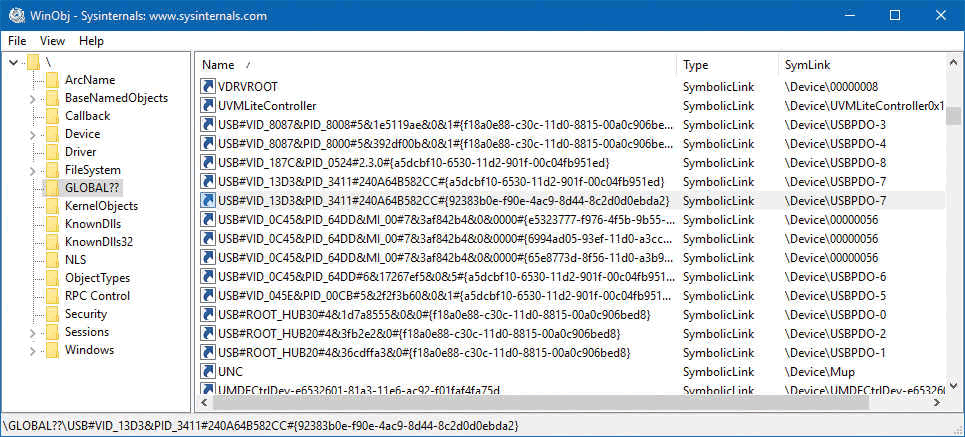 WinObj - Sysinternals: www.sysinternals.com
File View Help
\
ArcName
BaseNamedObjects
Callback
Device
Driver
FileSystem
GLOBAL??
KernelObjects
KnownDlls
KnownDlls32
NLS
ObjectTypes
RPC Control
Security
Sessions
Windows
Name / Type SymLink
VDRVROOT SymbolicLink \Device\00000008
UVMLiteController SymbolicLink \Device\UVMLiteController0x1
USB#VID_8087&PID_8008#5&1e5119ae&0&1#{f18a0e88-c30c-11d0-8815-00a0c906be... SymbolicLink \Device\USBPDO-3
USB#VID_8087&PID_8000#5&392df00b&0&1#{f18a0e88-c30c-11d0-8815-00a0c906be... SymbolicLink \Device\USBPDO-4
USB#VID_187C&PID_0524#2.3.0#{a5dcbf10-6530-11d2-901f-00c04fb951ed} SymbolicLink \Device\USBPDO-8
USB#VID_13D3&PID_3411#240A64B582CC#{a5dcbf10-6530-11d2-901f-00c04fb951ed} SymbolicLink \Device\USBPDO-7
USB#VID_13D3&PID_3411#240A64B582CC#{92383b0e-f90e-4ac9-8d44-8c2d0d0ebda2} SymbolicLink \Device\USBPDO-7
USB#VID_0C45&PID_64DD&MI_00#7&3af842b4&0&0000#{e5323777-f976-4f5b-9b55-... SymbolicLink \Device\00000056
USB#VID_0C45&PID_64DD&MI_00#7&3af842b4&0&0000#{6994ad05-93ef-11d0-a3cc... SymbolicLink \Device\00000056
USB#VID_0C45&PID_64DD&MI_00#7&3af842b4&0&0000#{65e8773d-8f56-11d0-a3b9... SymbolicLink \Device\00000056
USB#VID_0C45&PID_64DD#6&17267ef5&0&5#{a5dcbf10-6530-11d2-901f-00c04fb951... SymbolicLink \Device\USBPDO-6
USB#VID_045E&PID_00CB#5&2f2f3b60&0&1#{a5dcbf10-6530-11d2-901f-00c04fb951... SymbolicLink \Device\USBPDO-5
USB#ROOT_HUB30#4&1d7a8555&0&0#{f18a0e88-c30c-11d0-8815-00a0c906bed8} SymbolicLink \Device\USBPDO-0
USB#ROOT_HUB20#4&3fb2e2&0#{f18a0e88-c30c-11d0-8815-00a0c906bed8} SymbolicLink \Device\USBPDO-2
USB#ROOT_HUB20#4&36cdffa3&0#{f18a0e88-c30c-11d0-8815-00a0c906bed8} SymbolicLink \Device\USBPDO-1
UNC SymbolicLink \Device\Mup
UMDFCtrlDev-e6532601-81a3-11e6-ac92-f01faf4fa75d SymbolicLink \Device\UMDFCtrlDev-e65326
\GLOBAL??\USB#VID_13D3&PID_3411#240A64B582CC#{92383b0e-f90e-4ac9-8d44-8c2d0d0ebda2}